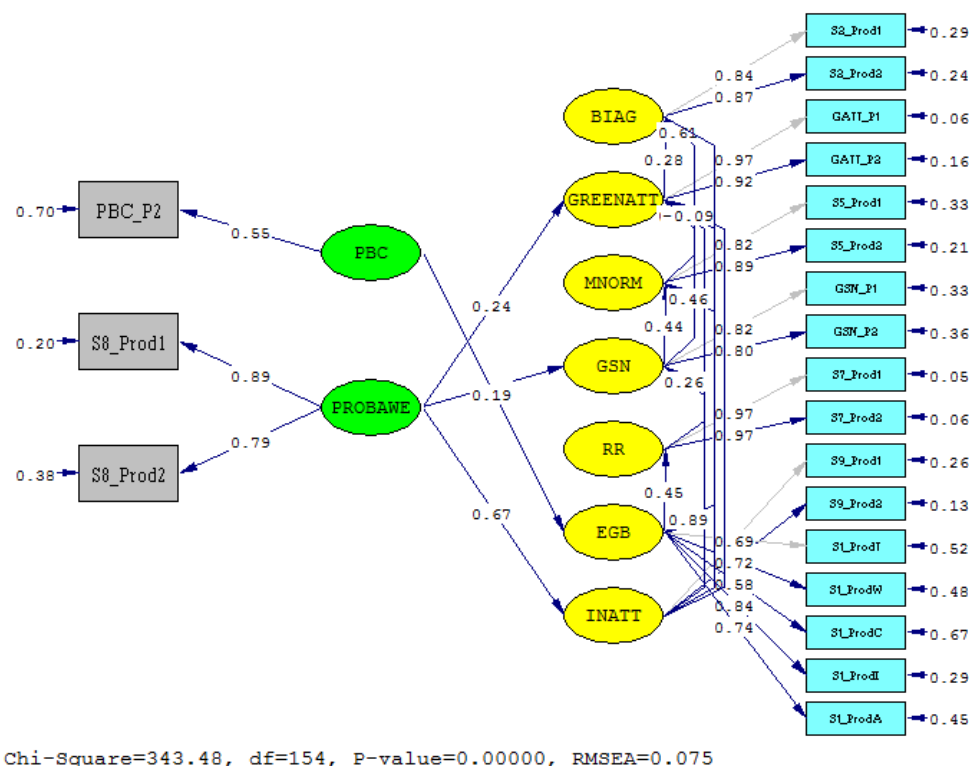 S2_Prod1 0.29
0.84
S2_Prod2 0.24
0.87
BIAG
GATT_P1 0.06
0.61
0.28 0.97
GATT_P2 0.16
0.92
PBC_P2
0.70
GREENATT
S5_Prod1 0.33
-0.09
0.55
PBC
0.82
S5_Prod2 0.21
0.89
MNORM
GSN_P1 0.33
0.24
0.46
0.44 0.82
GSN_P2 0.36
0.80
0.20
S8_Prod1
0.89
GSN
S7_Prod1 0.05
0.26
0.19
PROBAWE
0.97
S7_Prod2 0.06
0.97
0.79
RR
S9_Prod1 0.26
0.38
S8_Prod2
0.45
S9_Prod2 0.13
0.67
0.89
EGB
0.69
S1_ProdT 0.52
0.72
0.58
S1_ProdW 0.48
0.84
INATT
0.74
S1_ProdC 0.67
S1_ProdI 0.29
S1_ProdA 0.45
Chi-Square=343.48, df=154, P-value=0.00000, RMSEA=0.075